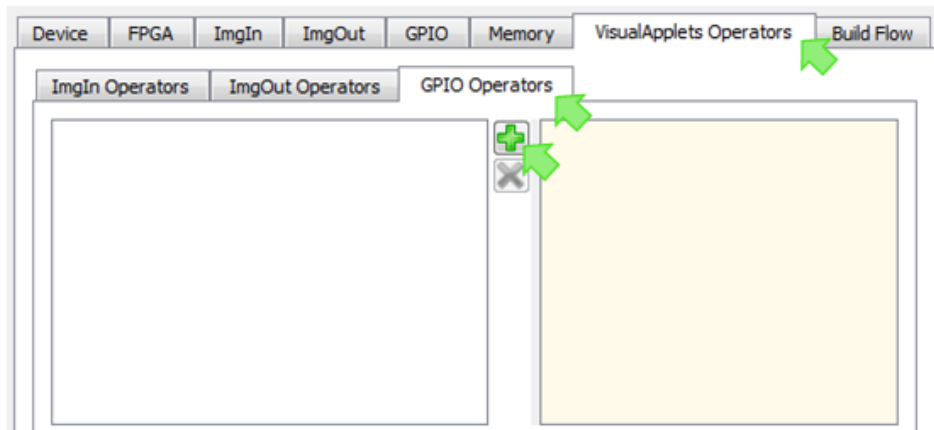 Device FPGA ImgIn ImgOut GPIO Memory VisualApplets Operators Build Flow
ImgIn Operators ImgOut Operators GPIO Operators